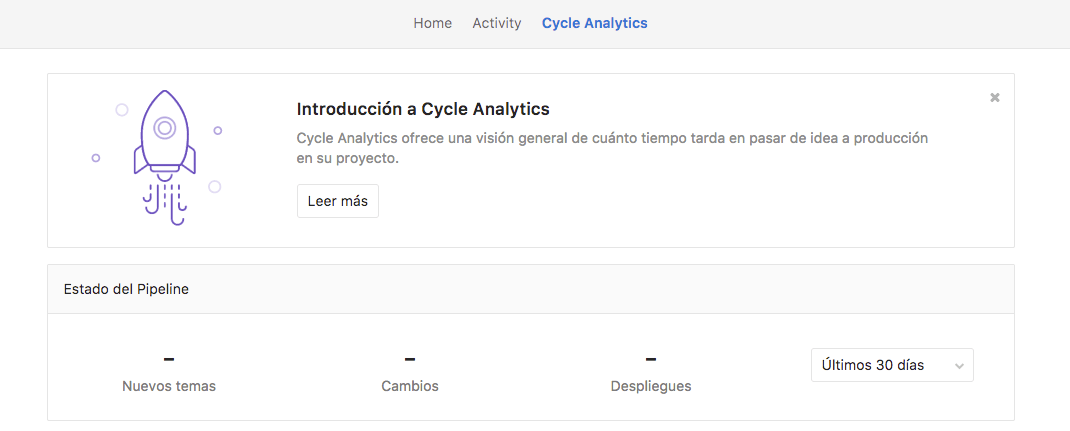 Home Activity Cycle Analytics
Introducción a Cycle Analytics
Cycle Analytics ofrece una visión general de cuánto tiempo tarda en pasar de idea a producción
en su proyecto.
Leer más
Estado del Pipeline
– – –
Nuevos temas Cambios Despliegues
Últimos 30 días